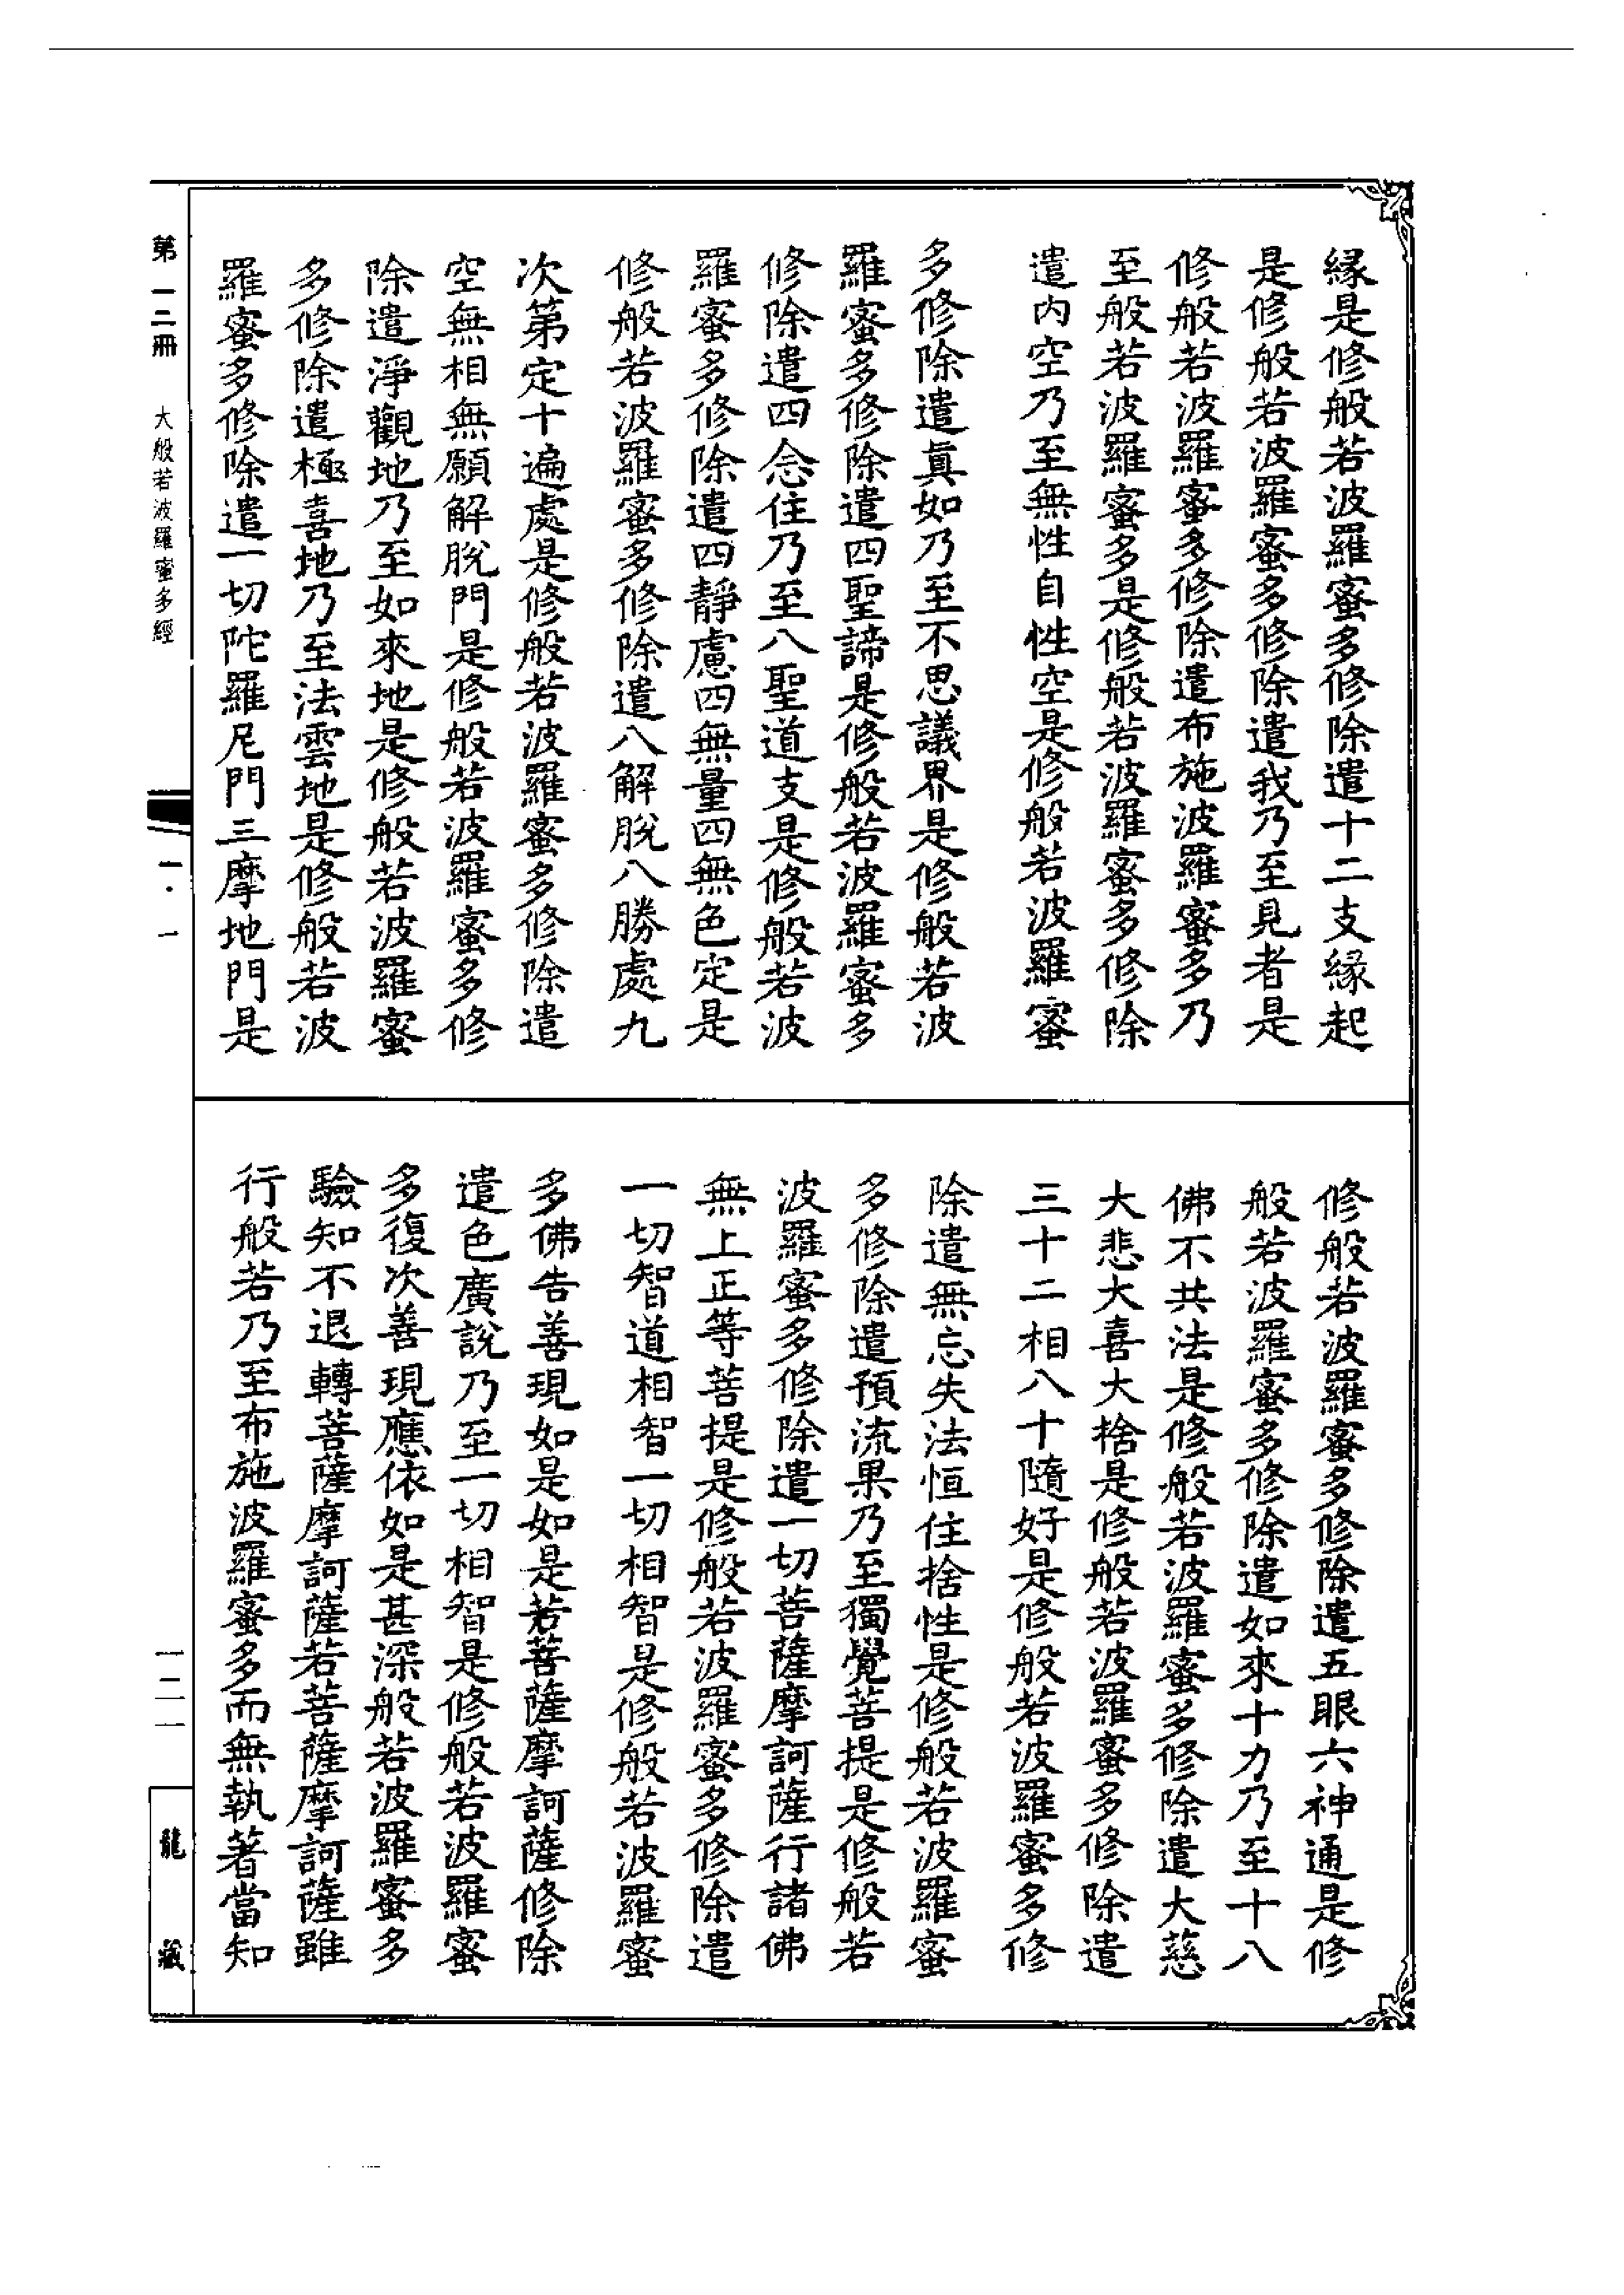 緣是修般若波羅蜜多修除遣十二支緣起
是修般若波羅蜜多修除遣我乃至見者是
修般若波羅蜜多修除遣布施波羅蜜多乃
至般若波羅蜜多是修般若波羅蜜多修除
遣內空乃至無性自性空是修般若波羅蜜
多修除遣真如乃至不思議界是修般若波
羅蜜多修除遣四聖諦是修般若波羅蜜多
修除遣四念住乃至八聖道支是修般若波
羅蜜多修除遣四靜慮四無量四無色定是
修般若波羅蜜多修除遣八解脫八勝處九
次第定十遍處是修般若波羅蜜多修除遣
空無相無願解脫門是修般若波羅蜜多修
除遣淨觀地乃至如來地是修般若波羅蜜
多修除遣極喜地乃至法雲地是修般若波
羅蜜多修除遣一切陀羅尼門三摩地門是
修般若波羅蜜多修除遣五眼六神通是修
般若波羅蜜多修除遣如來十力乃至十八
佛不共法是修般若波羅蜜多修除遣大慈
大悲大喜大捨是修般若波羅蜜多修除遣
三十二相八十隨好是修般若波羅蜜多修
除遣無忘失法恒住捨性是修般若波羅蜜
多修除遣預流果乃至獨覺菩提是修般若
波羅蜜多修除遣一切菩薩摩訶薩行諸佛
無上正等菩提是修般若波羅蜜多修除遣
一切智道相智一切相智是修般若波羅蜜
多佛告善現如是如是若菩薩摩訶薩修除
遣色廣說乃至一切相智是修般若波羅蜜
多復次善現應依如是甚深般若波羅蜜多
驗知不退轉菩薩摩訶薩若菩薩摩訶薩雖
行般若乃至布施波羅蜜多而無執著當知
第一二冊 大般若波羅蜜多經 一·一 一二一 龍藏